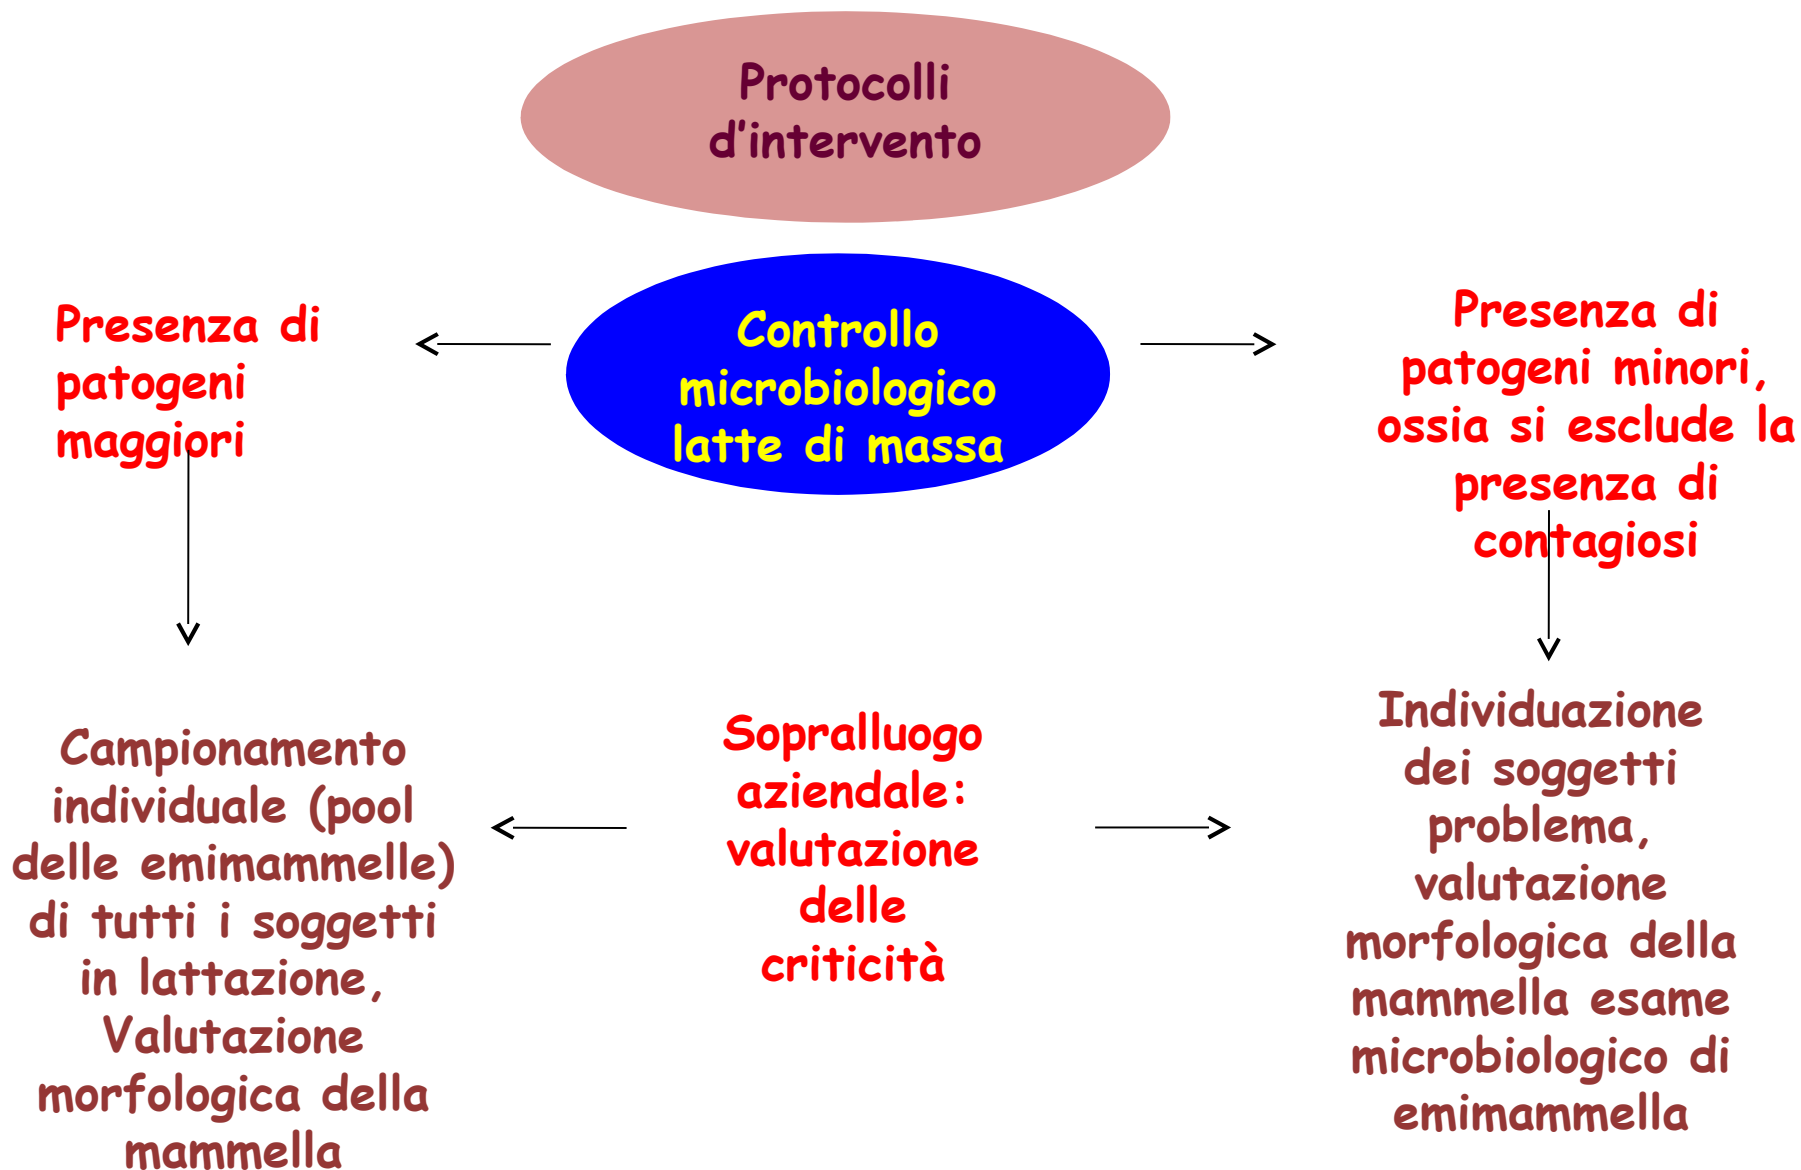 Protocolli
d'intervento
Presenza di
patogeni
maggiori
Controllo
microbiologico
latte di massa
Presenza di
patogeni minori,
ossia si esclude la
presenza di
contagiosi
Campionamento
individuale (pool
delle emimammelle)
di tutti i soggetti
in lattazione,
Valutazione
morfologica della
mammella
Sopralluogo
aziendale:
valutazione
delle
criticità
Individuazione
dei soggetti
problema,
valutazione
morfologica della
mammella esame
microbiologico di
emimammella